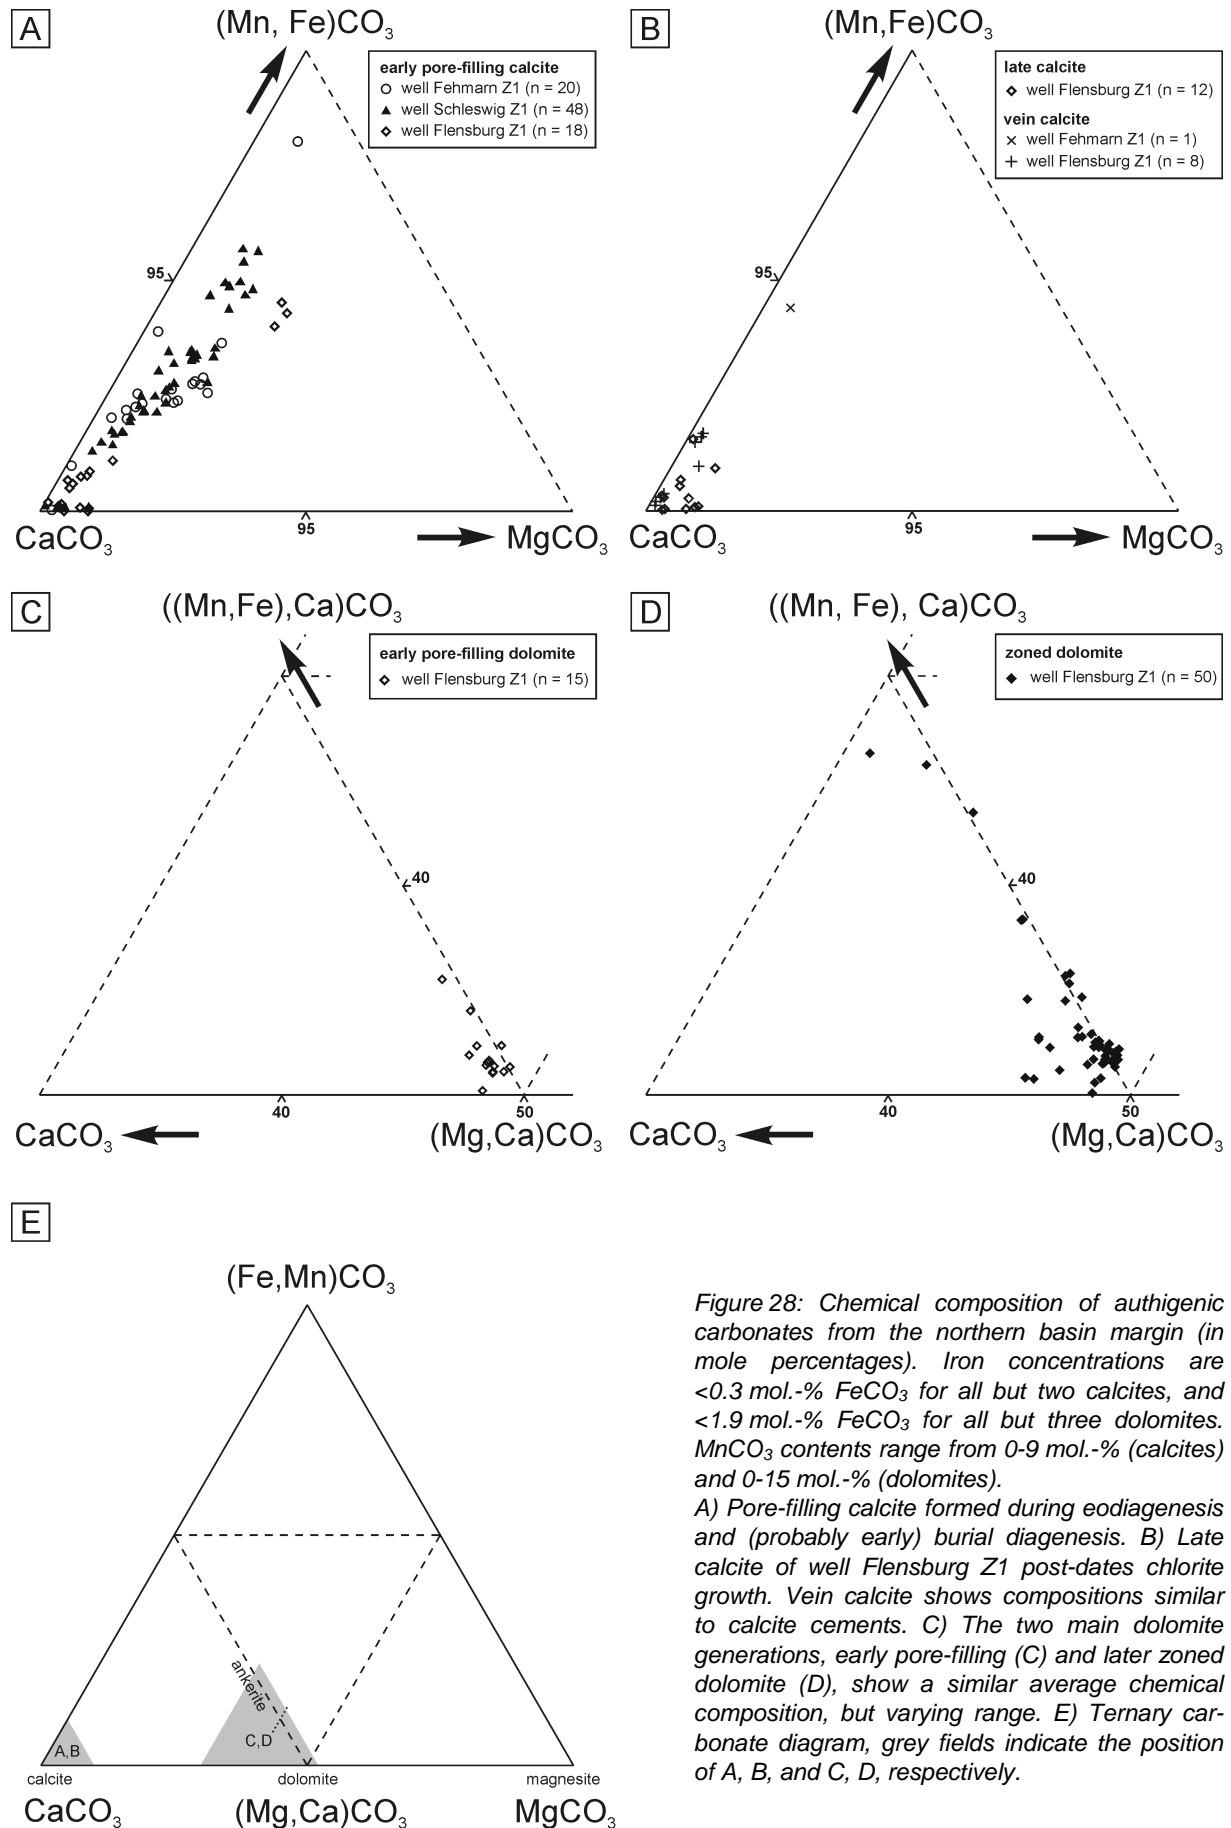 A
(Mn, Fe)CO₃
early pore-filling calcite
well Fehmarn Z1 (n = 20)
well Schleswig Z1 (n = 48)
well Flensburg Z1 (n = 18)
95
95
CaCO₃
MgCO₃
B
(Mn,Fe)CO₃
late calcite
well Flensburg Z1 (n = 12)
vein calcite
well Fehmarn Z1 (n = 1)
well Flensburg Z1 (n = 8)
95
95
CaCO₃
MgCO₃
C
((Mn,Fe),Ca)CO₃
early pore-filling dolomite
well Flensburg Z1 (n = 15)
40
40
50
CaCO₃
(Mg,Ca)CO₃
D
((Mn, Fe), Ca)CO₃
zoned dolomite
well Flensburg Z1 (n = 50)
40
40
50
CaCO₃
(Mg,Ca)CO₃
E
(Fe,Mn)CO₃
ankerite
C,D
A,B
calcite
dolomite
magnesite
CaCO₃
(Mg,Ca)CO₃
MgCO₃
Figure 28: Chemical composition of authigenic
carbonates from the northern basin margin (in
mole percentages). Iron concentrations are
<0.3 mol.-% FeCO₃ for all but two calcites, and
<1.9 mol.-% FeCO₃ for all but three dolomites.
MnCO₃ contents range from 0-9 mol.-% (calcites)
and 0-15 mol.-% (dolomites).
A) Pore-filling calcite formed during eodiagenesis
and (probably early) burial diagenesis. B) Late
calcite of well Flensburg Z1 post-dates chlorite
growth. Vein calcite shows compositions similar
to calcite cements. C) The two main dolomite
generations, early pore-filling (C) and later zoned
dolomite (D), show a similar average chemical
composition, but varying range. E) Ternary car-
bonate diagram, grey fields indicate the position
of A, B, and C, D, respectively.